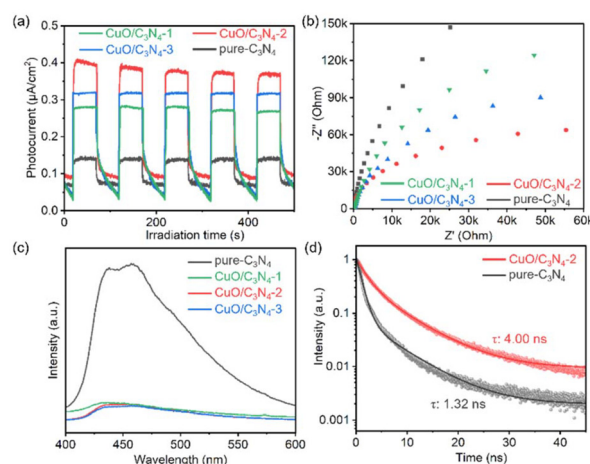 (a)
CuO/C₃N₄-1 CuO/C₃N₄-2
CuO/C₃N₄-3 pure-C₃N₄
Photocurrent (μA/cm²)
0.5
0.4
0.3
0.2
0.1
0.0
0 100 200 300 400
Irradiation time (s)
(b)
-Z'' (Ohm)
150k
120k
90k
60k
30k
0
CuO/C₃N₄-1 CuO/C₃N₄-2
CuO/C₃N₄-3 pure-C₃N₄
0 10k 20k 30k 40k 50k 60k
Z' (Ohm)
(c)
pure-C₃N₄
CuO/C₃N₄-1
CuO/C₃N₄-2
CuO/C₃N₄-3
Intensity (a.u.)
400 450 500 550 600
Wavelength (nm)
(d)
CuO/C₃N₄-2
pure-C₃N₄
Intensity (a.u.)
1
0.1
0.01
0.001
τ: 4.00 ns
τ: 1.32 ns
0 10 20 30 40
Time (ns)